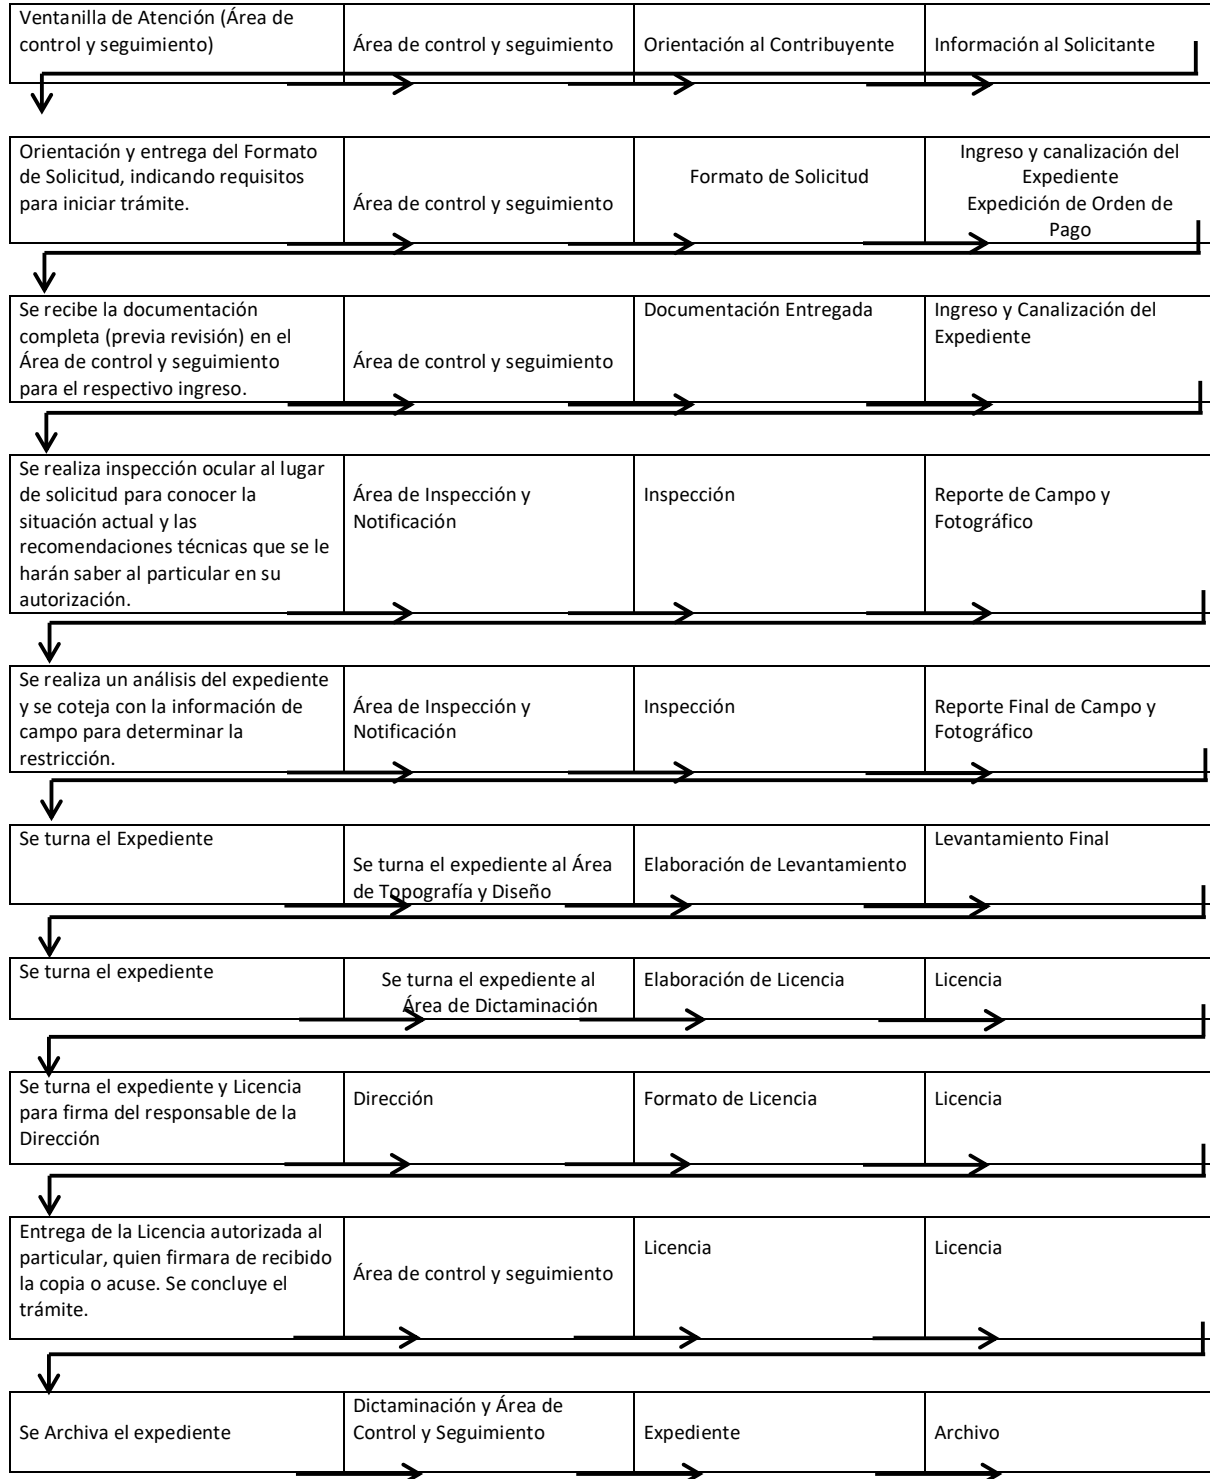 Ventanilla de Atención (Área de
control y seguimiento)
Área de control y seguimiento
Orientación al Contribuyente
Información al Solicitante
Orientación y entrega del Formato
de Solicitud, indicando requisitos
para iniciar trámite.
Área de control y seguimiento
Formato de Solicitud
Ingreso y canalización del
Expediente
Expedición de Orden de
Pago
Se recibe la documentación
completa (previa revisión) en el
Área de control y seguimiento
para el respectivo ingreso.
Área de control y seguimiento
Documentación Entregada
Ingreso y Canalización del
Expediente
Se realiza inspección ocular al lugar
de solicitud para conocer la
situación actual y las
recomendaciones técnicas que se le
harán saber al particular en su
autorización.
Área de Inspección y
Notificación
Inspección
Reporte de Campo y
Fotográfico
Se realiza un análisis del expediente
y se coteja con la información de
campo para determinar la
restricción.
Área de Inspección y
Notificación
Inspección
Reporte Final de Campo y
Fotográfico
Se turna el Expediente
Se turna el expediente al Área
de Topografía y Diseño
Elaboración de Levantamiento
Levantamiento Final
Se turna el expediente
Se turna el expediente al
Área de Dictaminación
Elaboración de Licencia
Licencia
Se turna el expediente y Licencia
para firma del responsable de la
Dirección
Dirección
Formato de Licencia
Licencia
Entrega de la Licencia autorizada al
particular, quien firmara de recibido
la copia o acuse. Se concluye el
trámite.
Área de control y seguimiento
Licencia
Licencia
Se Archiva el expediente
Dictaminación y Área de
Control y Seguimiento
Expediente
Archivo